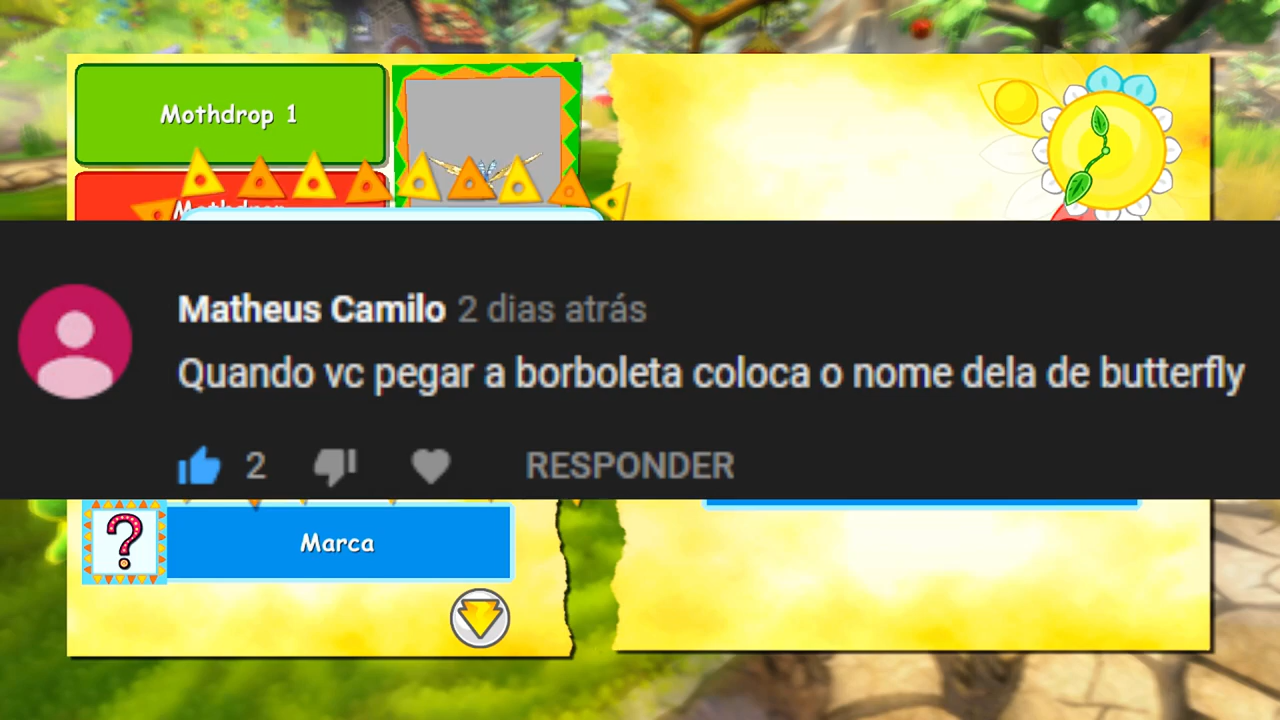 Mothdrop 1
Matheus Camilo 2 dias atrás
Quando vc pegar a borboleta coloca o nome dela de butterfly
2 RESPONDER
?
Marca